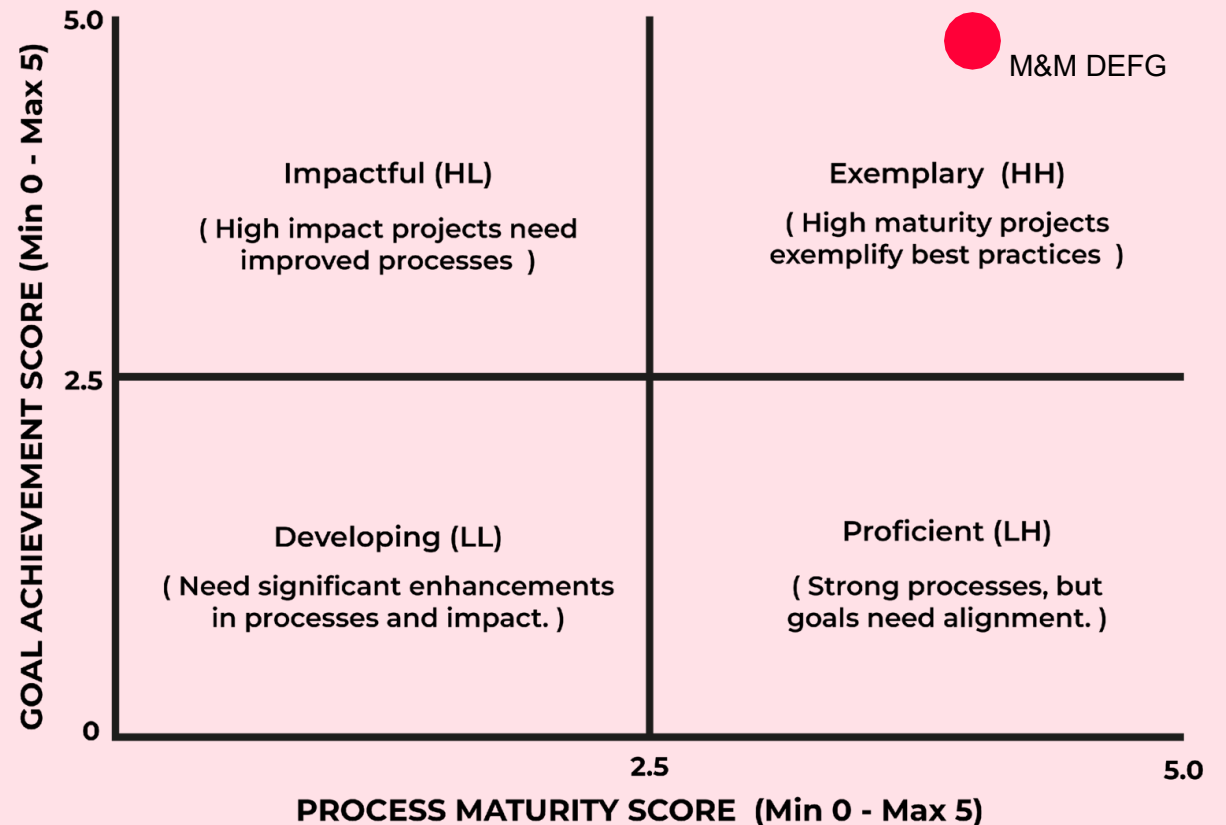 5.0
M&M DEFG
Impactful (HL)
( High impact projects need
improved processes )
Exemplary (HH)
( High maturity projects
exemplify best practices )
GOAL ACHIEVEMENT SCORE (Min 0 - Max 5)
2.5
Developing (LL)
( Need significant enhancements
in processes and impact. )
Proficient (LH)
( Strong processes, but
goals need alignment. )
0
2.5
5.0
PROCESS MATURITY SCORE (Min 0 - Max 5)